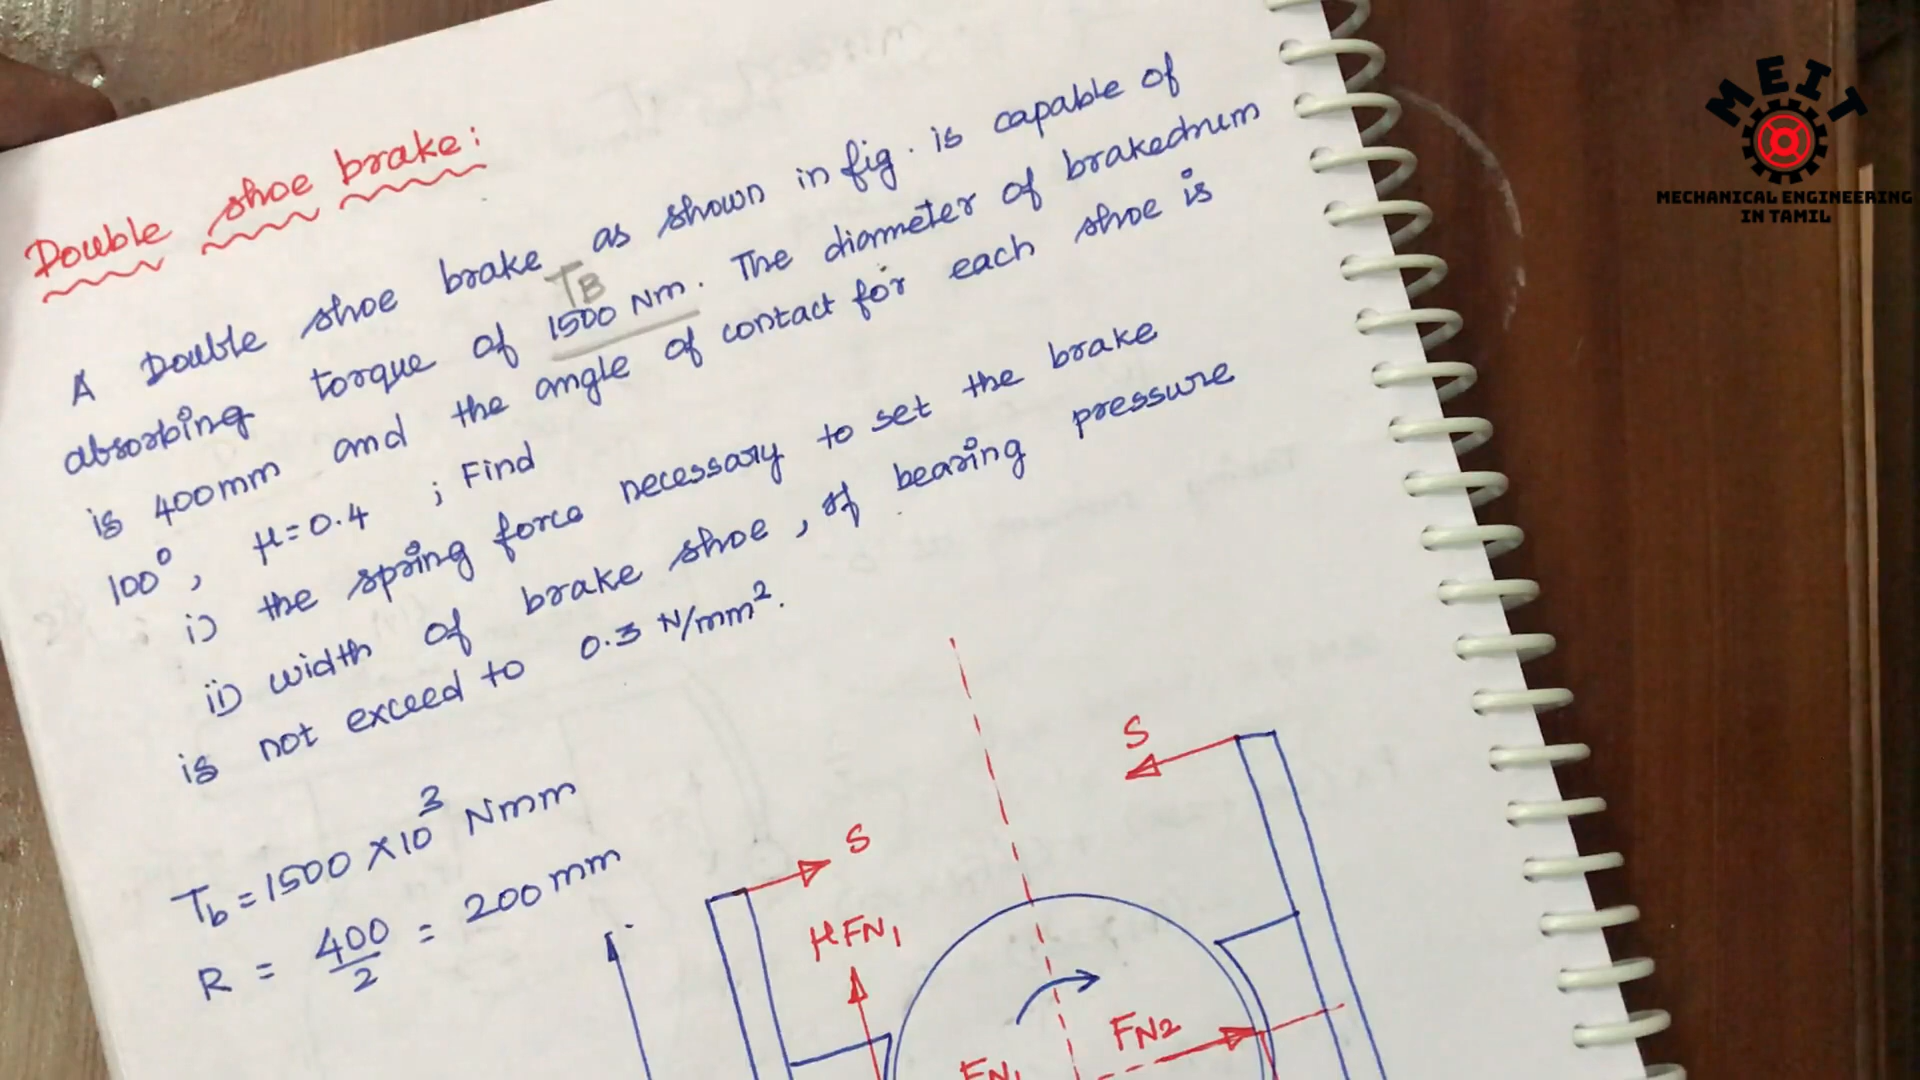 Double shoe brake:
A Double shoe brake as shown in fig. is capable of
TB
absorbing torque of 1500 Nm. The diameter of brakedrum
is 400mm and the angle of contact for each shoe is
100°, μ=0.4 ; Find
i) the spring force necessary to set the brake
ii) width of brake shoe, if bearing pressure
is not exceed to 0.3 N/mm².
Tb = 1500 × 10³ Nmm
R = 400/2 = 200 mm
S
S
μFN1
FN2
FN1
MEIT
MECHANICAL ENGINEERING
IN TAMIL